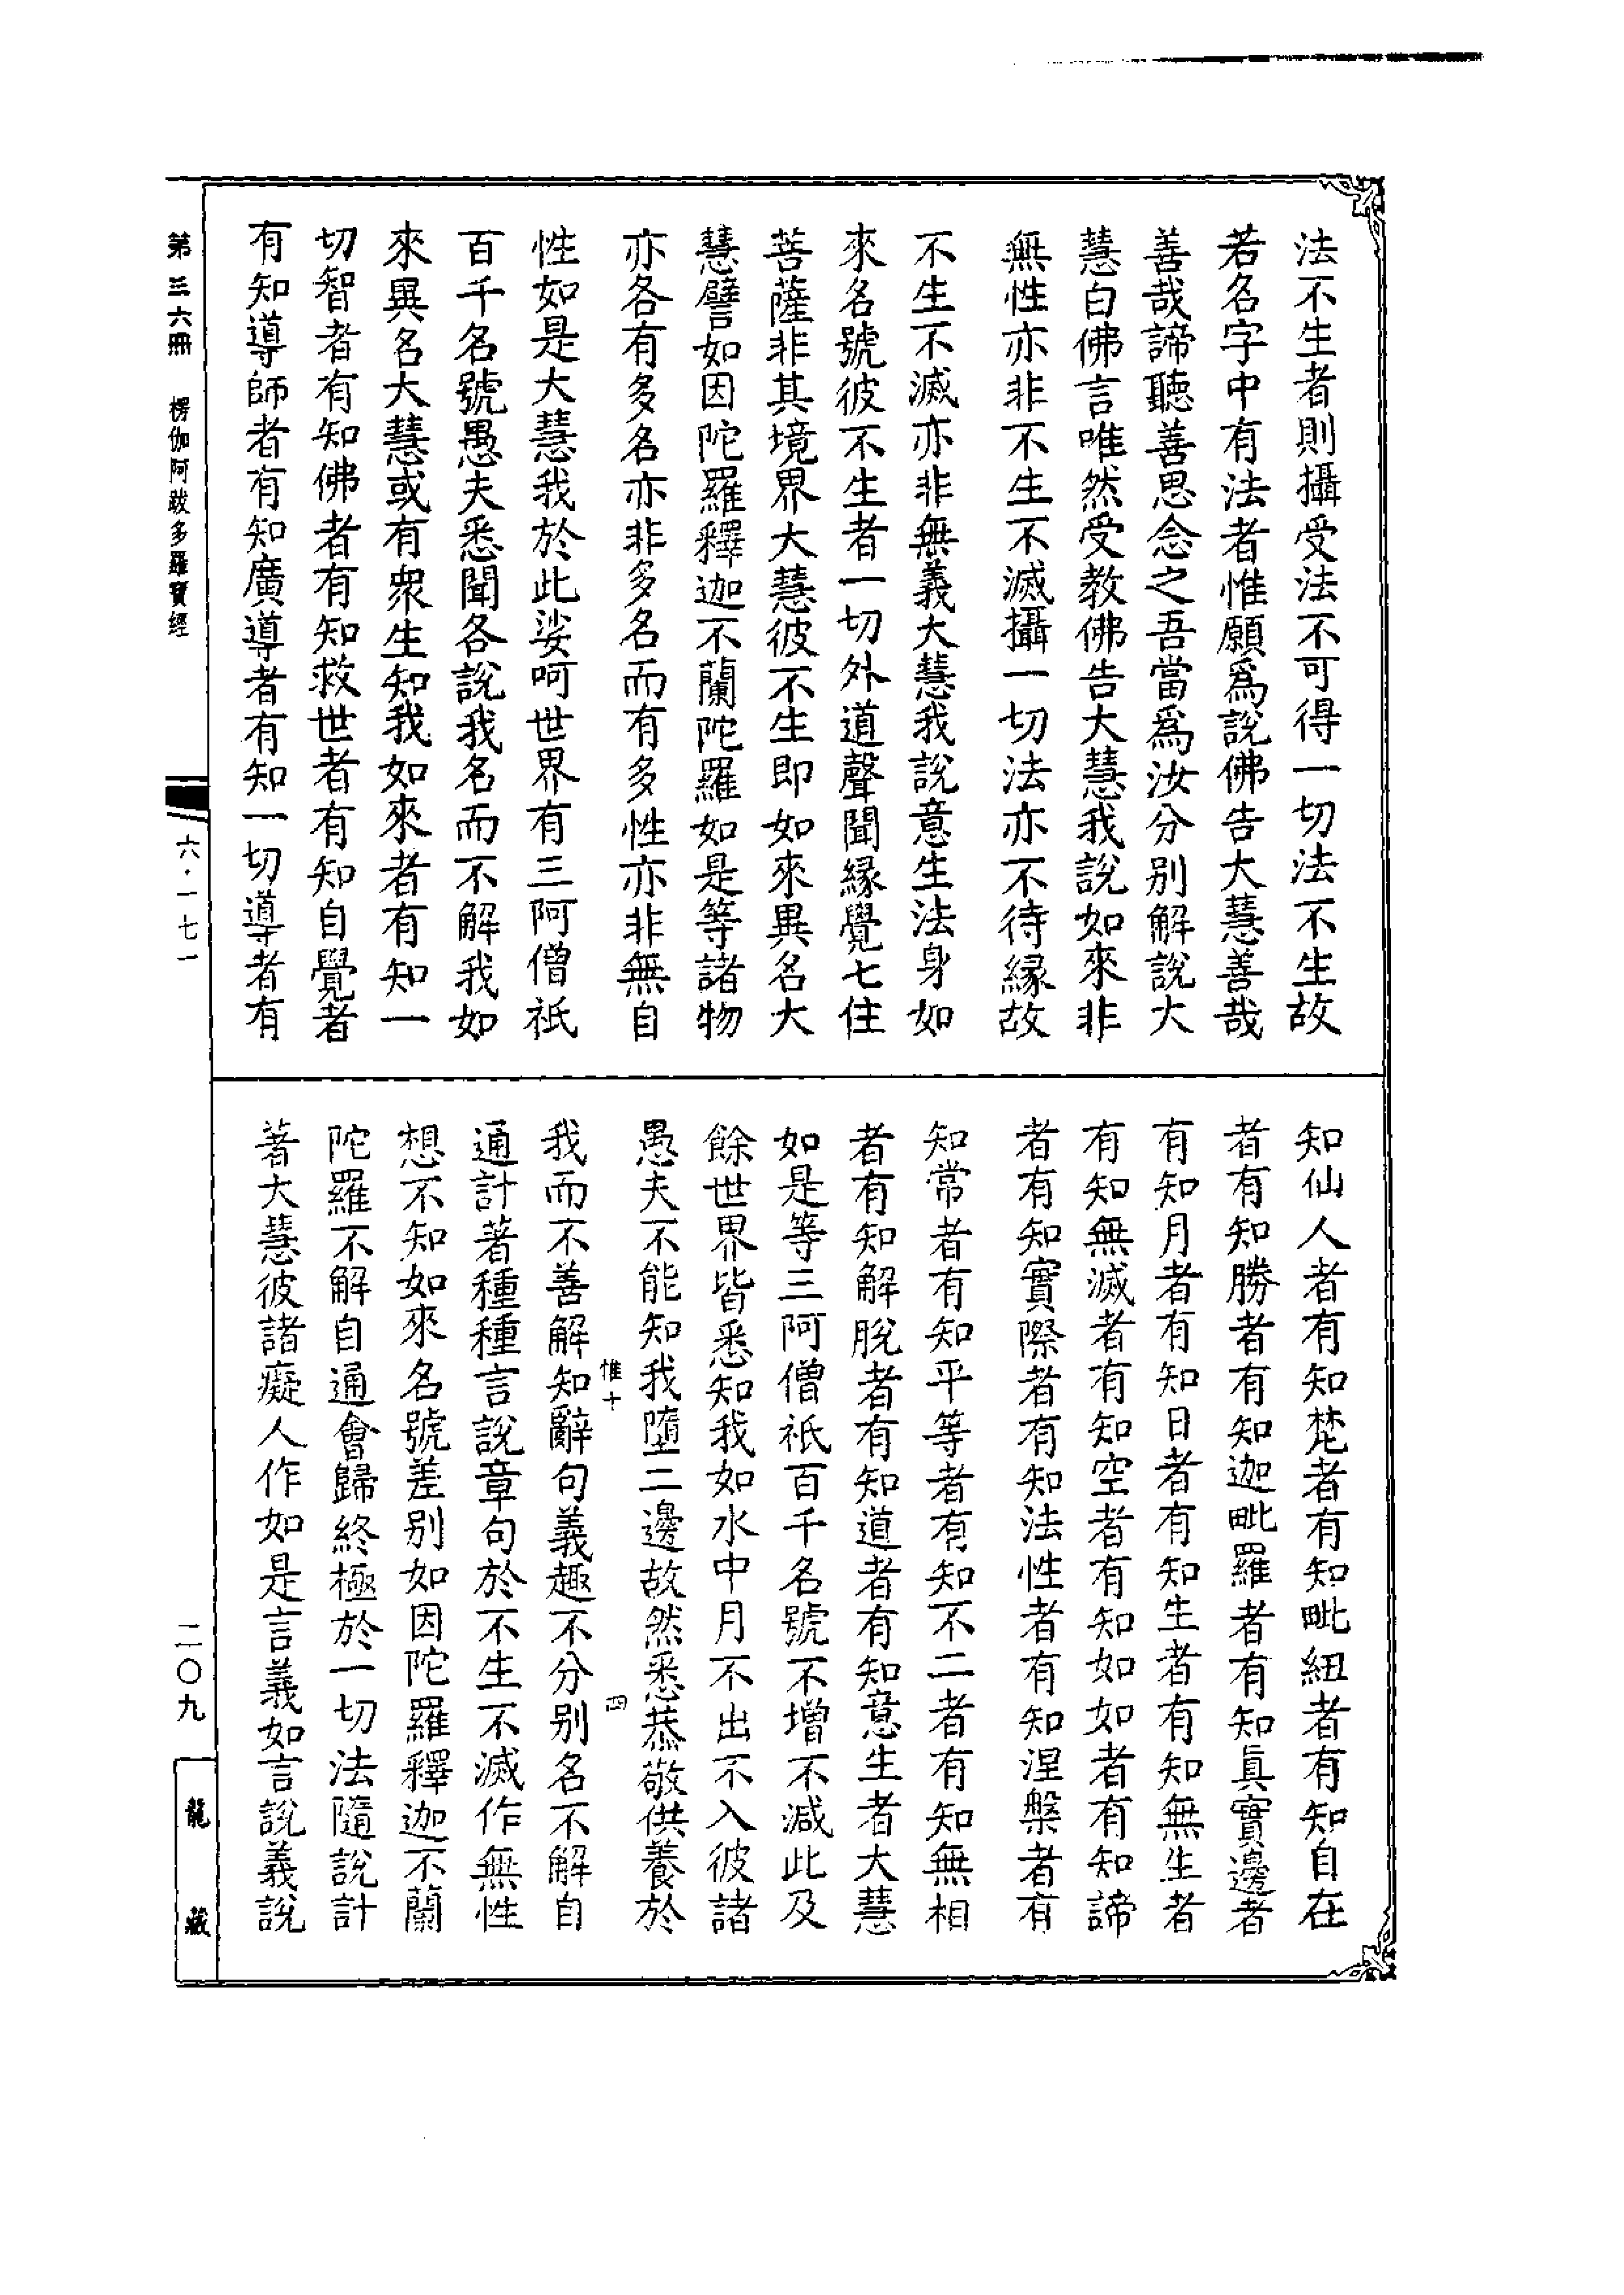 法不生者則攝受法不可得一切法不生故
若名字中有法者惟願爲說佛告大慧善哉
善哉諦聽善思念之吾當爲汝分別解說大
慧白佛言唯然受教佛告大慧我說如來非
無性亦非不生不滅攝一切法亦不待緣故
不生不滅亦非無義大慧我說意生法身如
來名號彼不生者一切外道聲聞緣覺七住
菩薩非其境界大慧彼不生即如來異名大
慧譬如因陀羅釋迦不蘭陀羅如是等諸物
亦各有多名亦非多名而有多性亦非無自
性如是大慧我於此娑呵世界有三阿僧祇
百千名號愚夫悉聞各說我名而不解我如
來異名大慧或有衆生知我如來者有知一
切智者有知佛者有知救世者有知自覺者
有知導師者有知廣導者有知一切導者有
知仙人者有知梵者有知毗紐者有知自在
者有知勝者有知迦毗羅者有知眞實邊者
有知月者有知日者有知生者有知無生者
有知無滅者有知空者有知如如者有知諦
者有知實際者有知法性者有知涅槃者有
知常者有知平等者有知不二者有知無相
者有知解脫者有知道者有知意生者大慧
如是等三阿僧祇百千名號不增不減此及
餘世界皆悉知我如水中月不出不入彼諸
愚夫不能知我墮二邊故然悉恭敬供養於
惟十 四
我而不善解知辭句義趣不分別名不解自
通計著種種言說章句於不生不滅作無性
想不知如來名號差別如因陀羅釋迦不蘭
陀羅不解自通會歸終極於一切法隨說計
著大慧彼諸癡人作如是言義如言說義說
第三六冊 楞伽阿跋多羅寶經
六·一七一
二〇九
龍藏